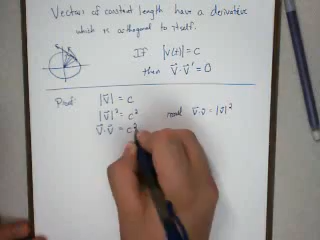 Vectors of constant length have a derivative
which is orthogonal to itself.
If |v⃗(t)| = c
then v⃗ · v⃗' = 0
Proof: |v⃗| = c
|v⃗|² = c²
v⃗·v⃗ = |v⃗|²
v⃗·v⃗ = c²